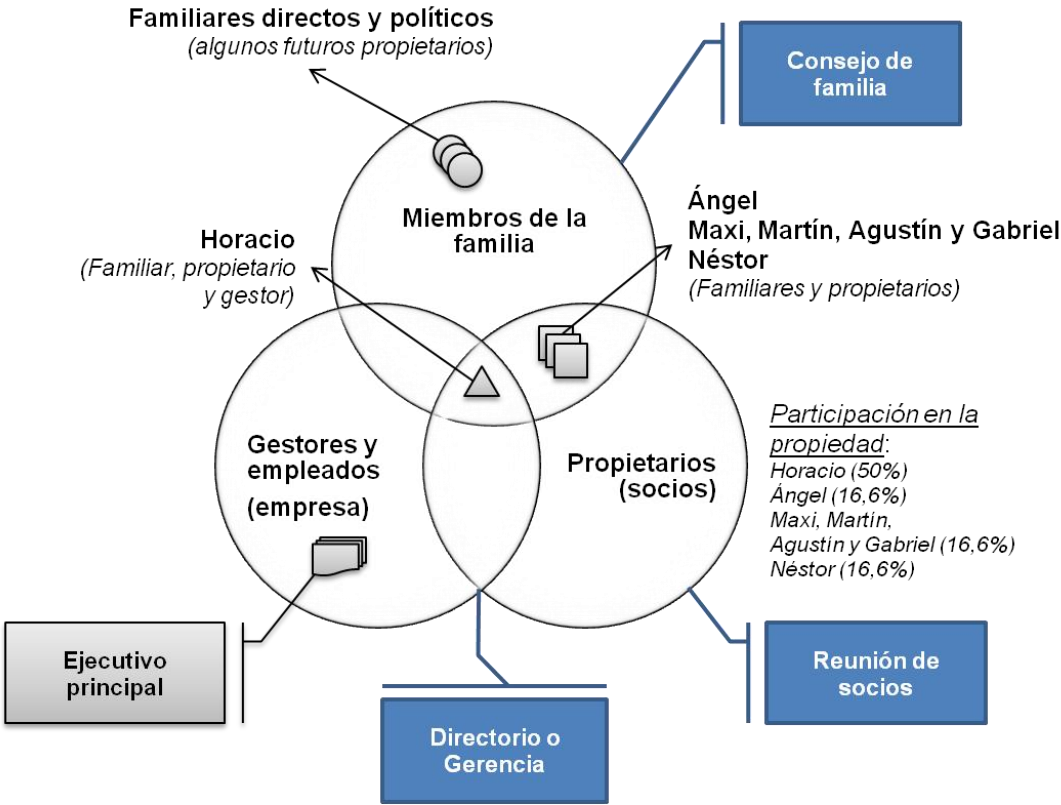 Familiares directos y políticos
(algunos futuros propietarios)
Consejo de
familia
Miembros de la
familia
Ángel
Maxi, Martín, Agustín y Gabriel
Néstor
(Familiares y propietarios)
Horacio
(Familiar, propietario
y gestor)
Gestores y
empleados
(empresa)
Propietarios
(socios)
Participación en la
propiedad:
Horacio (50%)
Ángel (16,6%)
Maxi, Martín,
Agustín y Gabriel (16,6%)
Néstor (16,6%)
Ejecutivo
principal
Directorio o
Gerencia
Reunión de
socios